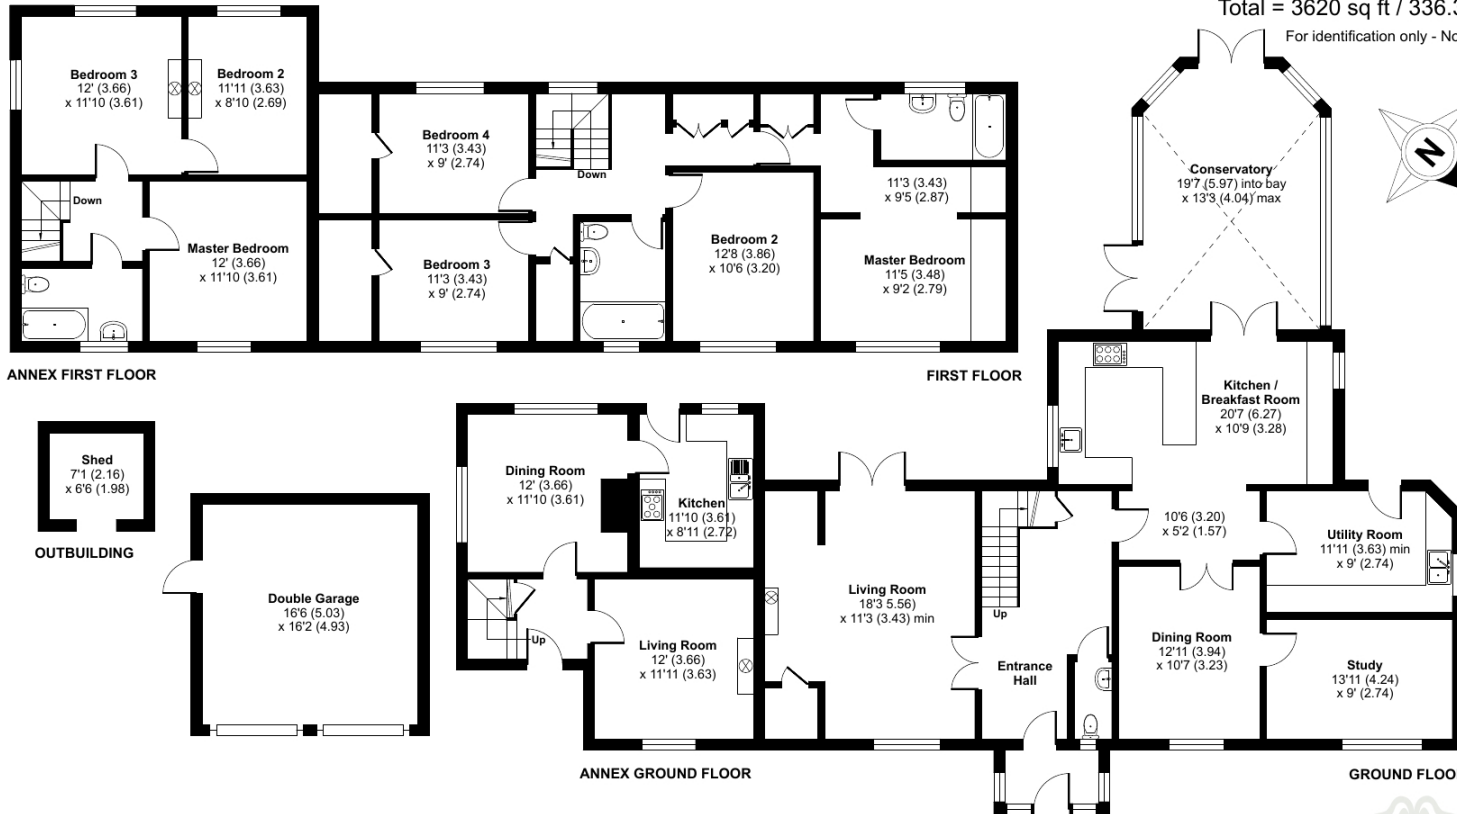 Total = 3620 sq ft / 336.3
For identification only - No
Bedroom 3
12' (3.66)
x 11'10 (3.61)
Bedroom 2
11'11 (3.63)
x 8'10 (2.69)
Down
Master Bedroom
12' (3.66)
x 11'10 (3.61)
ANNEX FIRST FLOOR
Bedroom 4
11'3 (3.43)
x 9' (2.74)
Down
Bedroom 3
11'3 (3.43)
x 9' (2.74)
Bedroom 2
12'8 (3.86)
x 10'6 (3.20)
11'3 (3.43)
x 9'5 (2.87)
Master Bedroom
11'5 (3.48)
x 9'2 (2.79)
FIRST FLOOR
Conservatory
19'7 (5.97) into bay
x 13'3 (4.04) max
N
Kitchen /
Breakfast Room
20'7 (6.27)
x 10'9 (3.28)
Shed
7'1 (2.16)
x 6'6 (1.98)
OUTBUILDING
Double Garage
16'6 (5.03)
x 16'2 (4.93)
Dining Room
12' (3.66)
x 11'10 (3.61)
Kitchen
11'10 (3.61)
x 8'11 (2.72)
Up
Living Room
12' (3.66)
x 11'11 (3.63)
ANNEX GROUND FLOOR
Living Room
18'3 5.56)
x 11'3 (3.43) min
Up
Entrance
Hall
10'6 (3.20)
x 5'2 (1.57)
Utility Room
11'11 (3.63) min
x 9' (2.74)
Dining Room
12'11 (3.94)
x 10'7 (3.23)
Study
13'11 (4.24)
x 9' (2.74)
GROUND FLOO